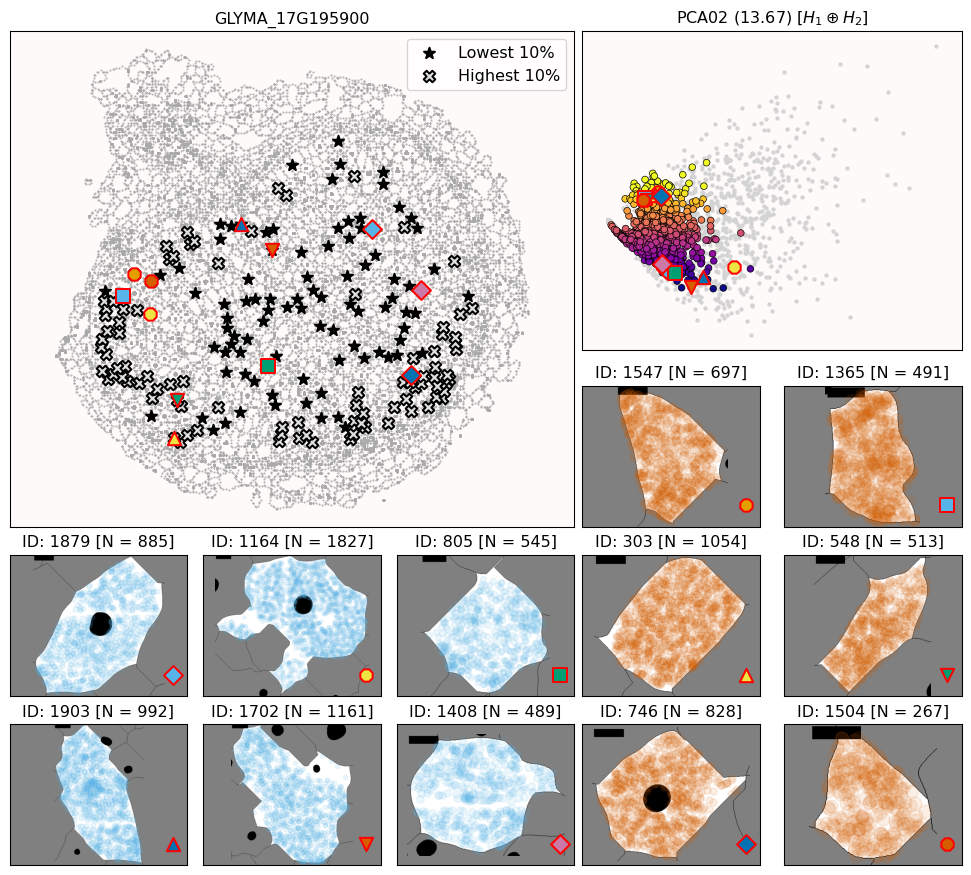 GLYMA_17G195900
PCA02 (13.67) [H₁ ⊕ H₂]
Lowest 10%
Highest 10%
ID: 1547 [N = 697]
ID: 1365 [N = 491]
ID: 1879 [N = 885]
ID: 1164 [N = 1827]
ID: 805 [N = 545]
ID: 303 [N = 1054]
ID: 548 [N = 513]
ID: 1903 [N = 992]
ID: 1702 [N = 1161]
ID: 1408 [N = 489]
ID: 746 [N = 828]
ID: 1504 [N = 267]